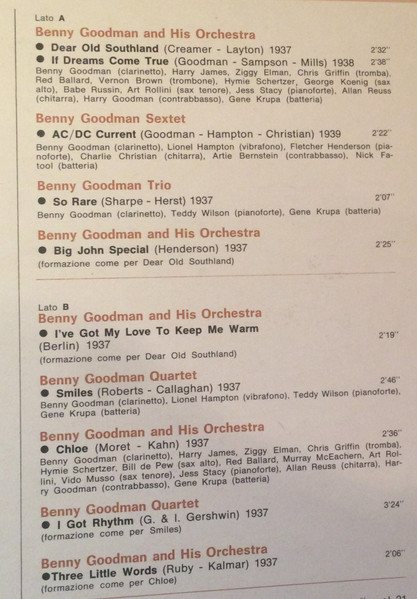 Lato A
Benny Goodman and His Orchestra
● Dear Old Southland (Creamer - Layton) 1937 2'32"
● If Dreams Come True (Goodman - Sampson - Mills) 1938 2'38"
Benny Goodman (clarinetto), Harry James, Ziggy Elman, Chris Griffin (tromba),
Red Ballard, Vernon Brown (trombone), Hymie Schertzer, George Koenig (sax
alto), Babe Russin, Art Rollini (sax tenore), Jess Stacy (pianoforte), Allan Reuss
(chitarra), Harry Goodman (contrabbasso), Gene Krupa (batteria)
Benny Goodman Sextet
● AC/DC Current (Goodman - Hampton - Christian) 1939 2'22"
Benny Goodman (clarinetto), Lionel Hampton (vibrafono), Fletcher Henderson (pia-
noforte), Charlie Christian (chitarra), Artie Bernstein (contrabbasso), Nick Fa-
tool (batteria)
Benny Goodman Trio
● So Rare (Sharpe - Herst) 1937 2'07"
Benny Goodman (clarinetto), Teddy Wilson (pianoforte), Gene Krupa (batteria)
Benny Goodman and His Orchestra
● Big John Special (Henderson) 1937 2'25"
(formazione come per Dear Old Southland)
Lato B
Benny Goodman and His Orchestra
● I've Got My Love To Keep Me Warm
(Berlin) 1937 2'19"
(formazione come per Dear Old Southland)
Benny Goodman Quartet
● Smiles (Roberts - Callaghan) 1937 2'46"
Benny Goodman (clarinetto), Lionel Hampton (vibrafono), Teddy Wilson (pianoforte),
Gene Krupa (batteria)
Benny Goodman and His Orchestra
● Chloe (Moret - Kahn) 1937 2'36"
Benny Goodman (clarinetto), Harry James, Ziggy Elman, Chris Griffin (tromba),
Hymie Schertzer, Bill de Pew (sax alto), Red Ballard, Murray McEachern, Art Rol-
lini, Vido Musso (sax tenore), Jess Stacy (pianoforte), Allan Reuss (chitarra), Har-
ry Goodman (contrabbasso), Gene Krupa (batteria)
Benny Goodman Quartet
● I Got Rhythm (G. & I. Gershwin) 1937 3'24"
(formazione come per Smiles)
Benny Goodman and His Orchestra
● Three Little Words (Ruby - Kalmar) 1937 2'06"
(formazione come per Chloe)